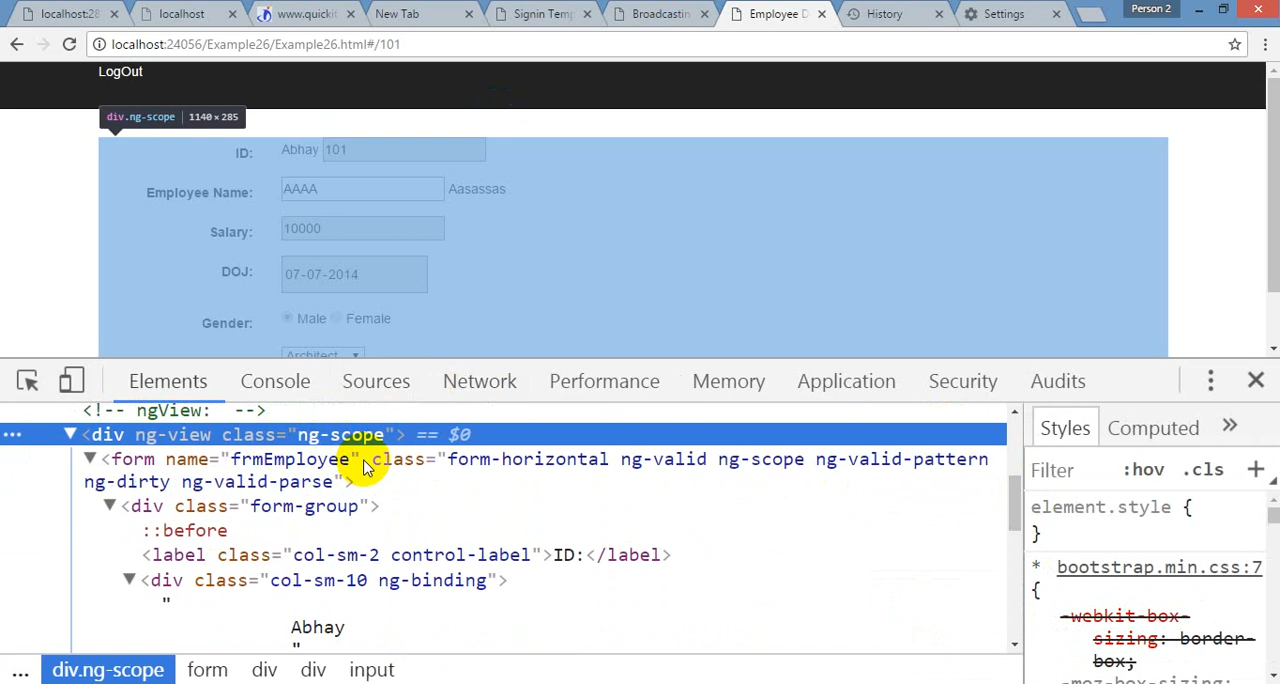 localhost:28 localhost www.quickit New Tab Signin Temp Broadcasting Employee D History Settings Person 2
localhost:24056/Example26/Example26.html#/101
LogOut
div.ng-scope | 1140×285
ID: Abhay 101
Employee Name: AAAA Aasassas
Salary: 10000
DOJ: 07-07-2014
Gender: Male Female
Architect
Elements Console Sources Network Performance Memory Application Security Audits
<!-- ngView: -->
... <div ng-view class="ng-scope"> == $0
<form name="frmEmployee" class="form-horizontal ng-valid ng-scope ng-valid-pattern
ng-dirty ng-valid-parse">
<div class="form-group">
::before
<label class="col-sm-2 control-label">ID:</label>
<div class="col-sm-10 ng-binding">
"
Abhay
"
... div.ng-scope form div div input
Styles Computed »
Filter :hov .cls +
element.style {
}
* bootstrap.min.css:7
{
-webkit-box-
sizing: border-
box;
-moz-box-sizing: